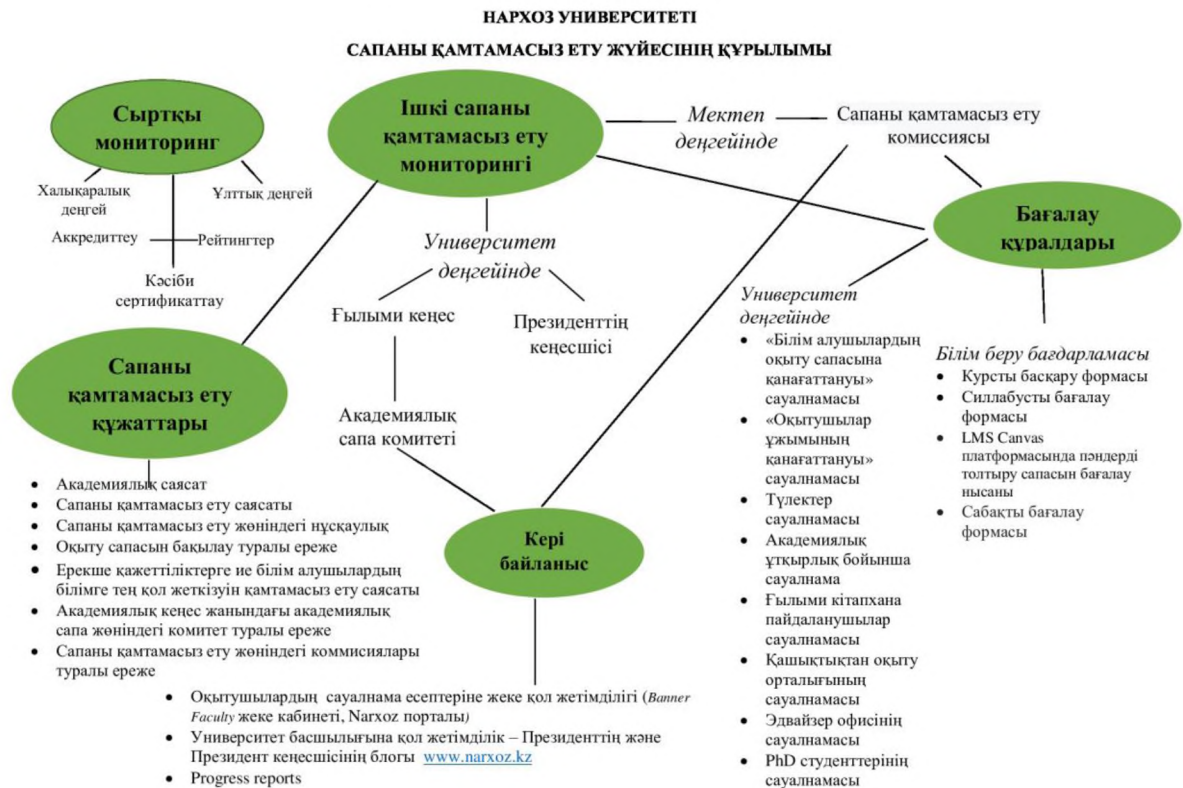 НАРХОЗ УНИВЕРСИТЕТІ
САПАНЫ ҚАМТАМАСЫЗ ЕТУ ЖҮЙЕСІНІҢ ҚҰРЫЛЫМЫ
Сыртқы
мониторинг
Халықаралық
деңгей
Ұлттық деңгей
Аккредиттеу
Рейтингтер
Кәсіби
сертификаттау
Ішкі сапаны
қамтамасыз ету
мониторингі
Мектеп
деңгейінде
Сапаны қамтамасыз ету
комиссиясы
Университет
деңгейінде
Ғылыми кеңес
Президенттің
кеңесшісі
Академиялық
сапа комитеті
Сапаны
қамтамасыз ету
құжаттары
• Академиялық саясат
• Сапаны қамтамасыз ету саясаты
• Сапаны қамтамасыз ету жөніндегі нұсқаулық
• Оқыту сапасын бақылау туралы ереже
• Ерекше қажеттіліктерге ие білім алушылардың
білімге тең қол жеткізуін қамтамасыз ету саясаты
• Академиялық кеңес жанындағы академиялық
сапа жөніндегі комитет туралы ереже
• Сапаны қамтамасыз ету жөніндегі коммисиялары
туралы ереже
Кері
байланыс
• Оқытушылардың сауалнама есептеріне жеке қол жетімділігі (Banner
Faculty жеке кабинеті, Narxoz порталы)
• Университет басшылығына қол жетімділік – Президенттің және
Президент кеңесшісінің блогы www.narxoz.kz
• Progress reports
Бағалау
құралдары
Университет
деңгейінде
• «Білім алушылардың
оқыту сапасына
қанағаттануы»
сауалнамасы
• «Оқытушылар
ұжымының
қанағаттануы»
сауалнамасы
• Түлектер
сауалнамасы
• Академиялық
ұтқырлық бойынша
сауалнама
• Ғылыми кітапхана
пайдаланушылар
сауалнамасы
• Қашықтықтан оқыту
орталығының
сауалнамасы
• Эдвайзер офисінің
сауалнамасы
• PhD студенттерінің
сауалнамасы
Білім беру бағдарламасы
• Курсты басқару формасы
• Силлабусты бағалау
формасы
• LMS Canvas
платформасында пәндерді
толтыру сапасын бағалау
нысаны
• Сабақты бағалау
формасы